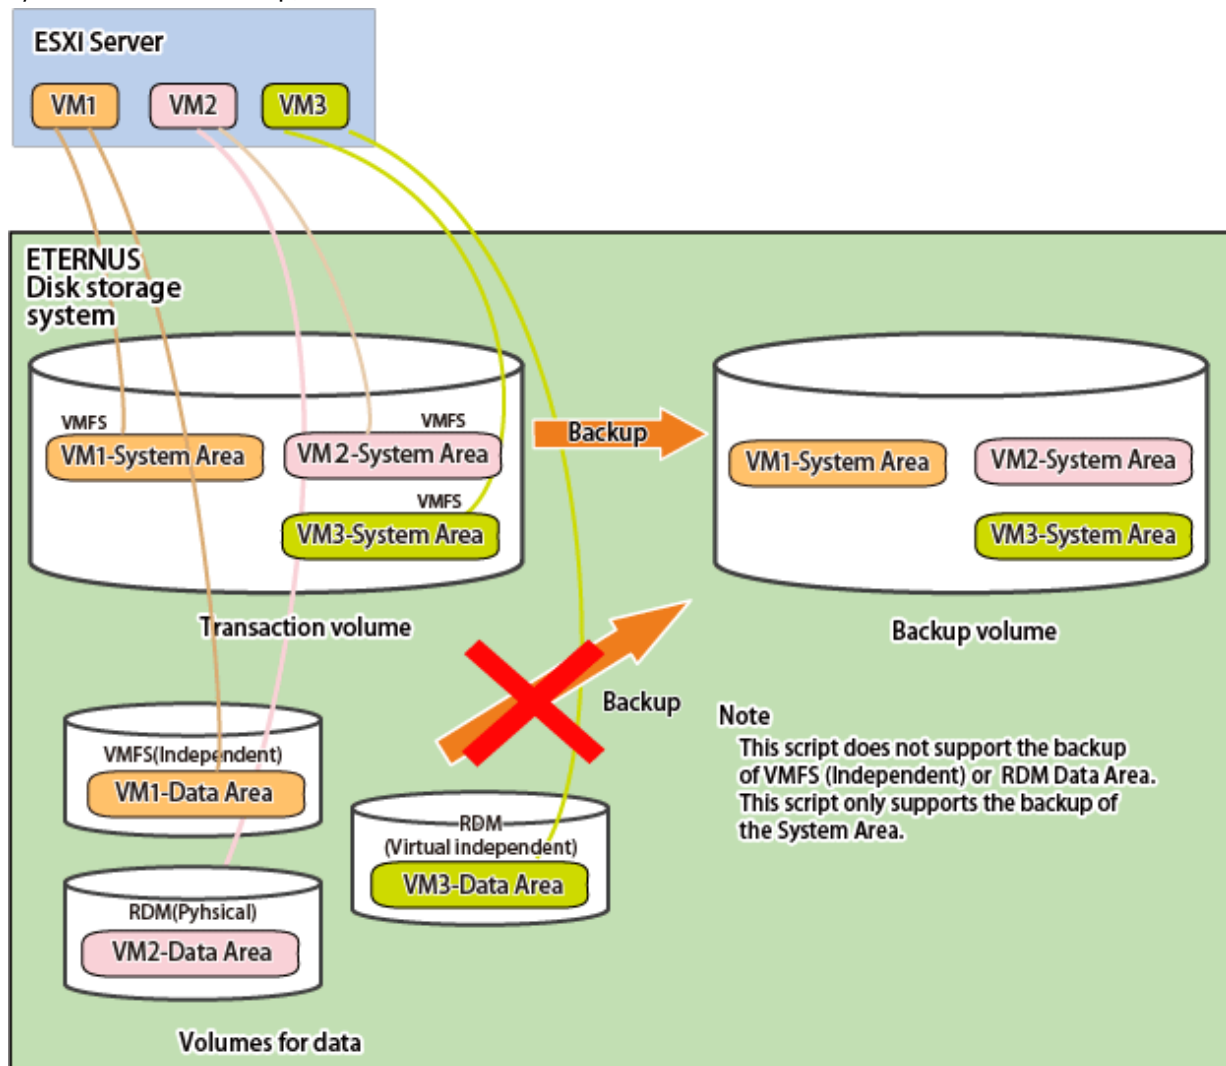 ESXI Server
VM1
VM2
VM3
ETERNUS
Disk storage
system
VMFS
VM1-System Area
VMFS
VM2-System Area
VMFS
VM3-System Area
Transaction volume
Backup
VM1-System Area
VM2-System Area
VM3-System Area
Backup volume
Backup
VMFS(Independent)
VM1-Data Area
RDM(Pyhsical)
VM2-Data Area
RDM
(Virtual independent)
VM3-Data Area
Volumes for data
Note
This script does not support the backup
of VMFS (Independent) or RDM Data Area.
This script only supports the backup of
the System Area.